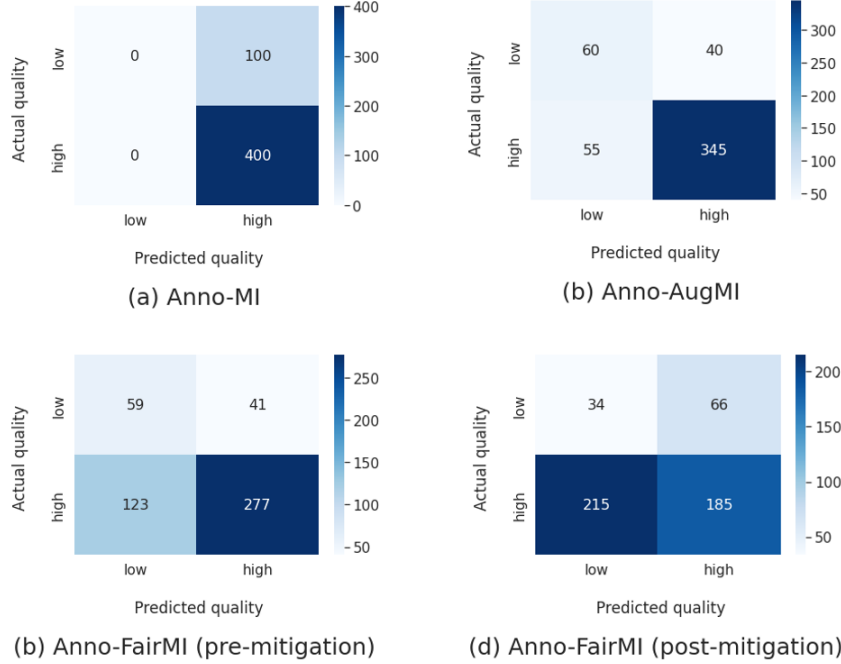 400
low
0
100
300
Actual quality
200
high
0
400
100
0
low
high
Predicted quality
(a) Anno-MI
300
low
60
40
250
Actual quality
200
150
high
55
345
100
50
low
high
Predicted quality
(b) Anno-AugMI
250
low
59
41
200
Actual quality
150
high
123
277
100
50
low
high
Predicted quality
(b) Anno-FairMI (pre-mitigation)
200
low
34
66
150
Actual quality
100
high
215
185
50
low
high
Predicted quality
(d) Anno-FairMI (post-mitigation)